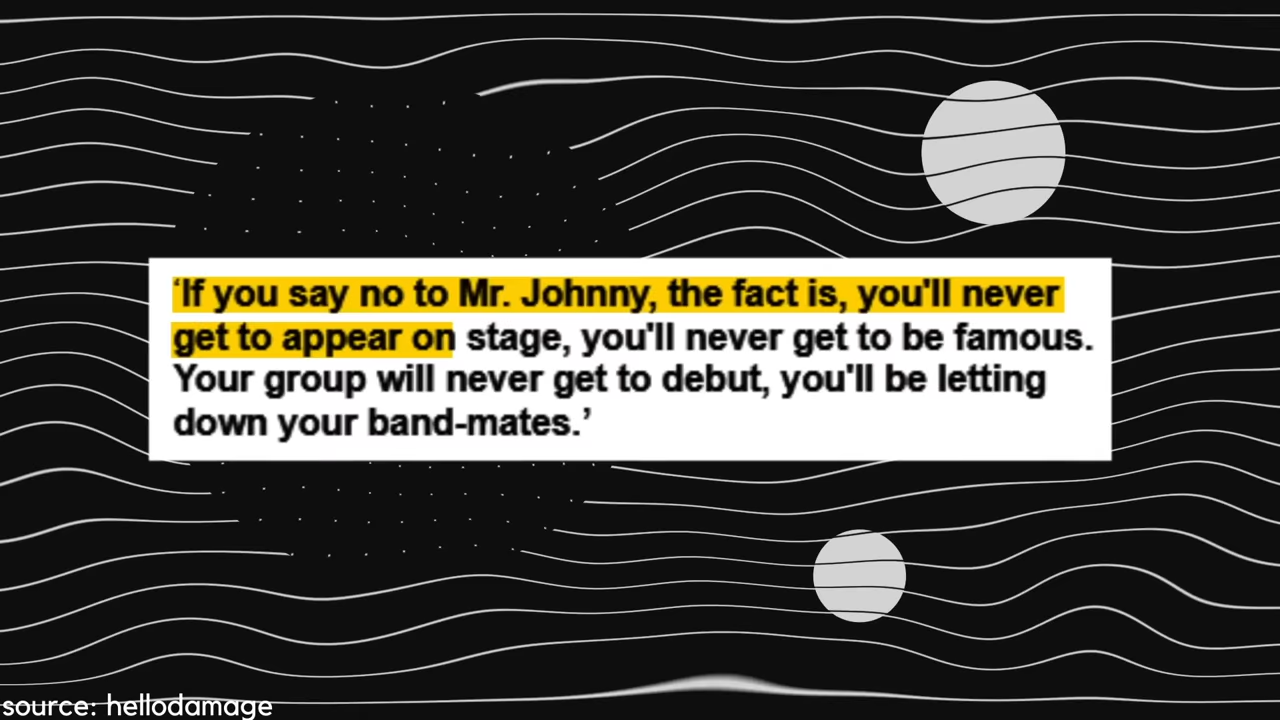 ‘If you say no to Mr. Johnny, the fact is, you'll never
get to appear on stage, you'll never get to be famous.
Your group will never get to debut, you'll be letting
down your band-mates.’
source: hellodamage